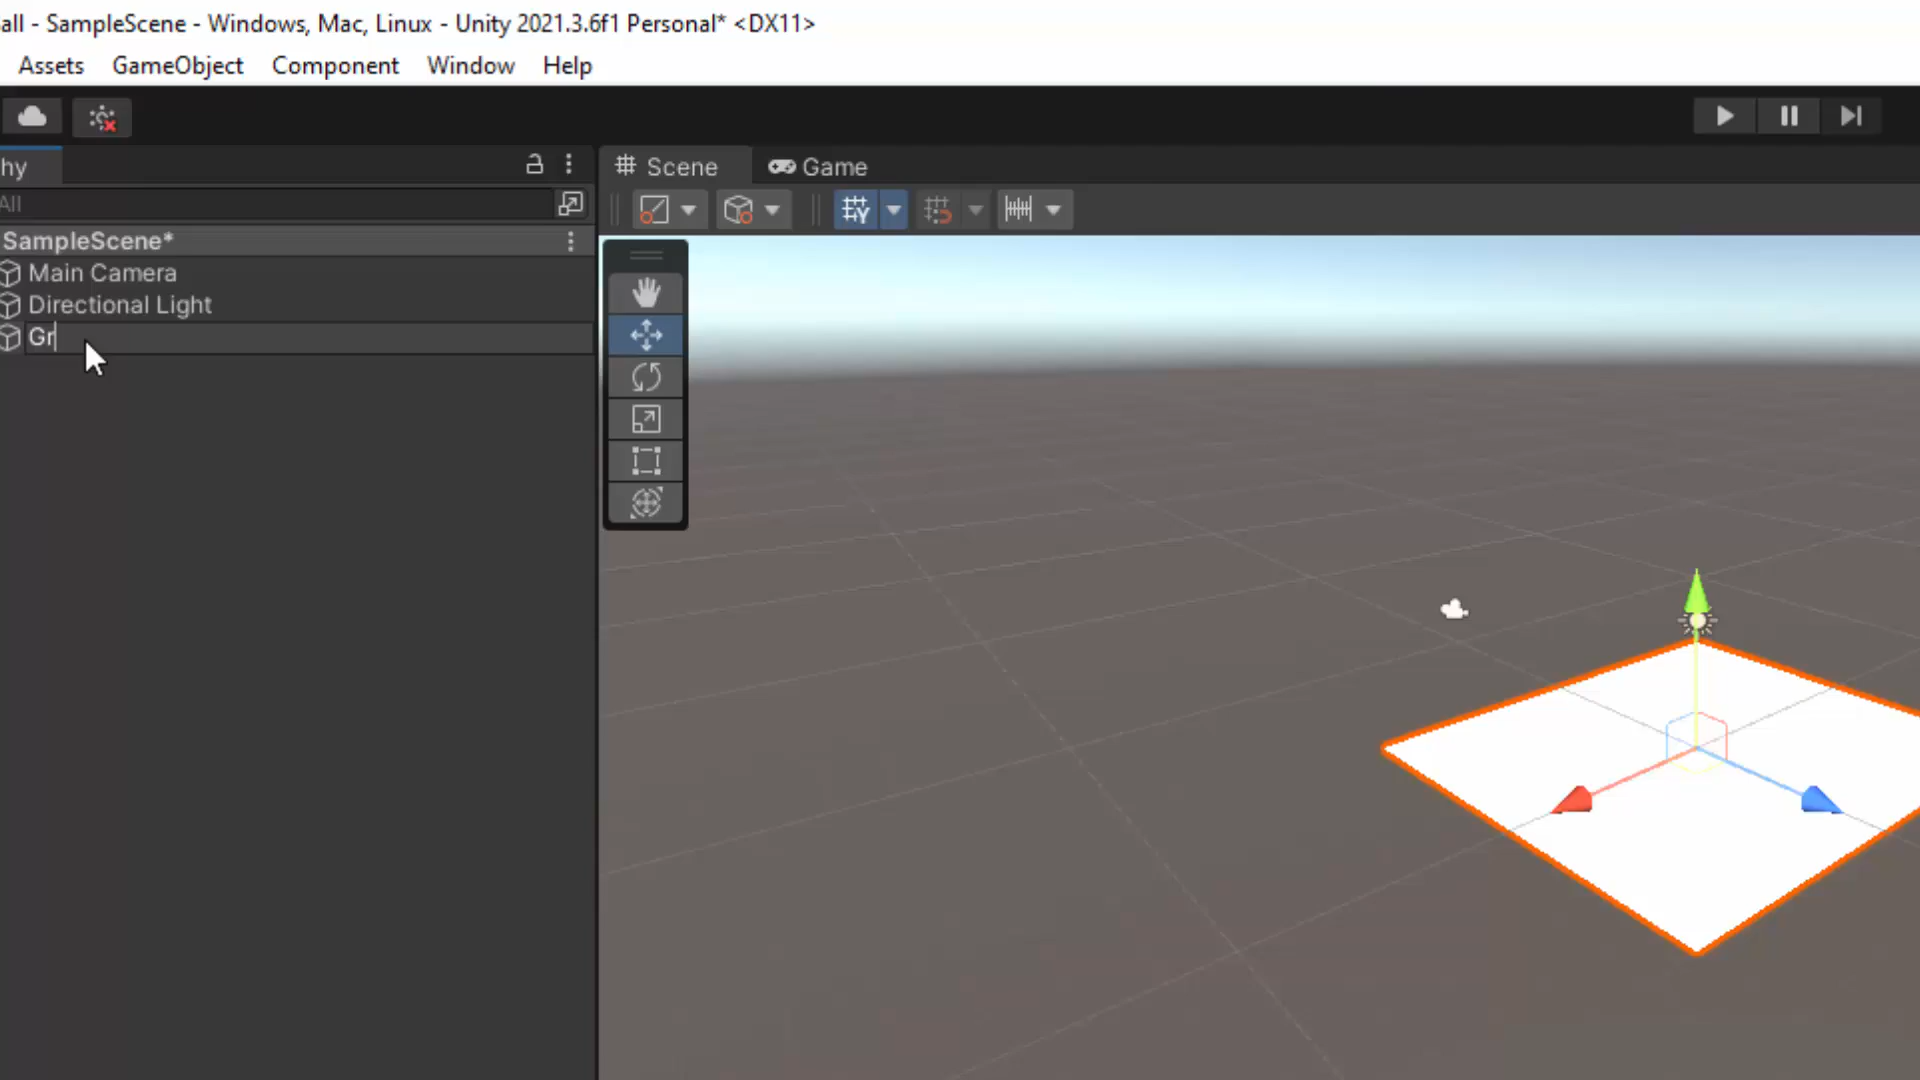 all - SampleScene - Windows, Mac, Linux - Unity 2021.3.6f1 Personal* <DX11>
Assets GameObject Component Window Help
hy
Scene
Game
All
SampleScene*
Main Camera
Directional Light
Gr